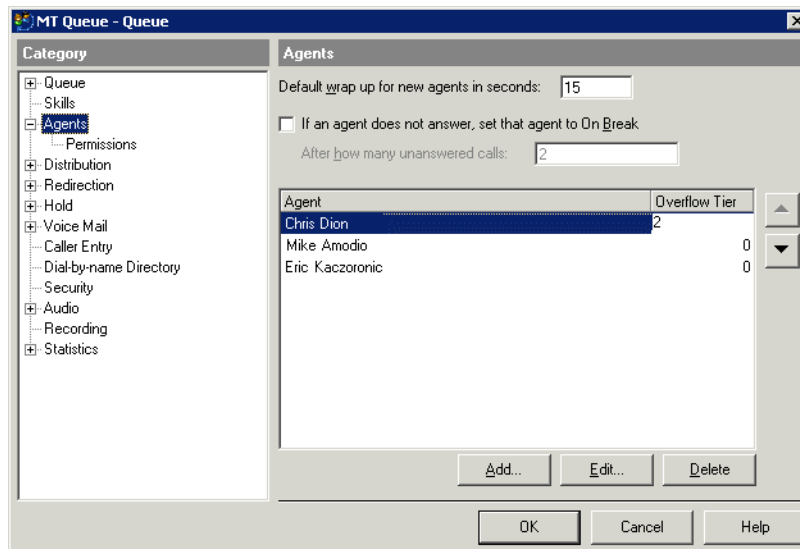 MT Queue - Queue
Category
Queue
Skills
Agents
Permissions
Distribution
Redirection
Hold
Voice Mail
Caller Entry
Dial-by-name Directory
Security
Audio
Recording
Statistics
Agents
Default wrap up for new agents in seconds: 15
If an agent does not answer, set that agent to On Break
After how many unanswered calls: 2
Agent Overflow Tier
Chris Dion 2
Mike Amodio 0
Eric Kaczoronic 0
Add... Edit... Delete
OK Cancel Help